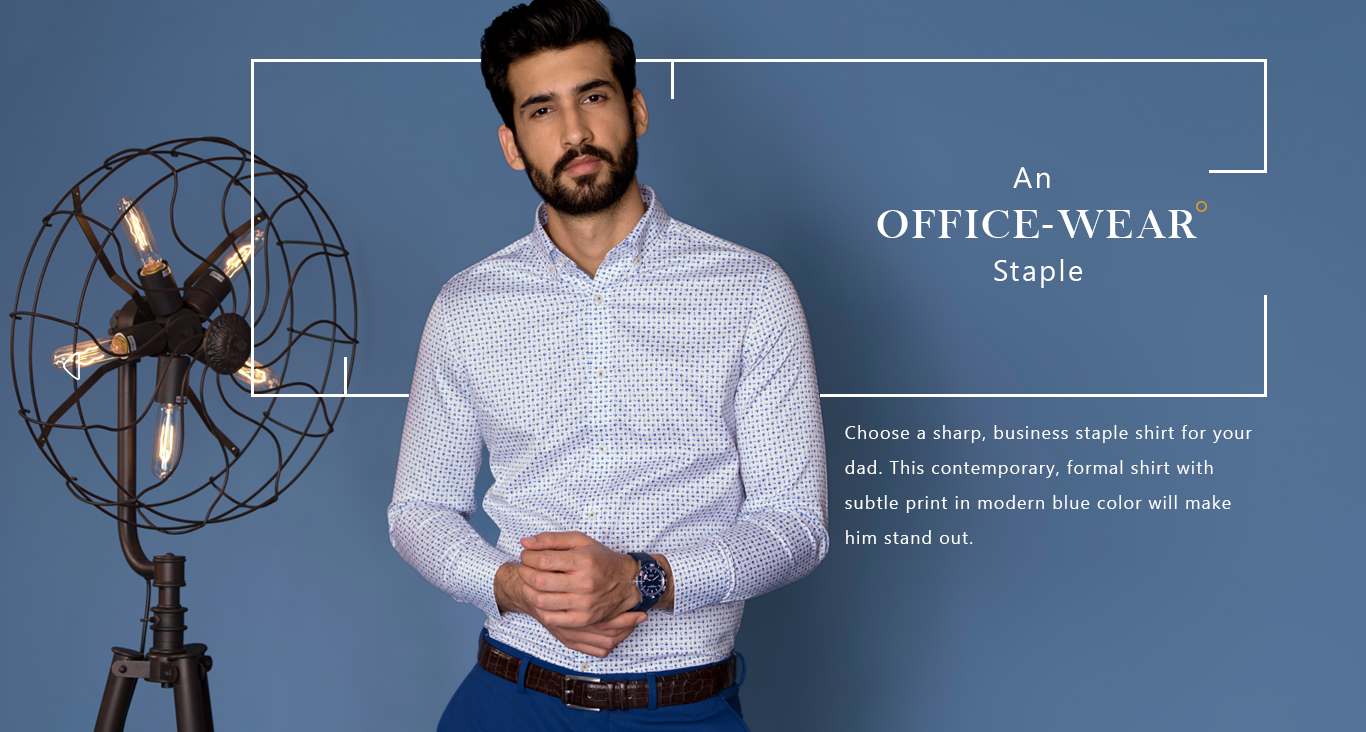 An
OFFICE-WEAR
Staple
Choose a sharp, business staple shirt for your
dad. This contemporary, formal shirt with
subtle print in modern blue color will make
him stand out.